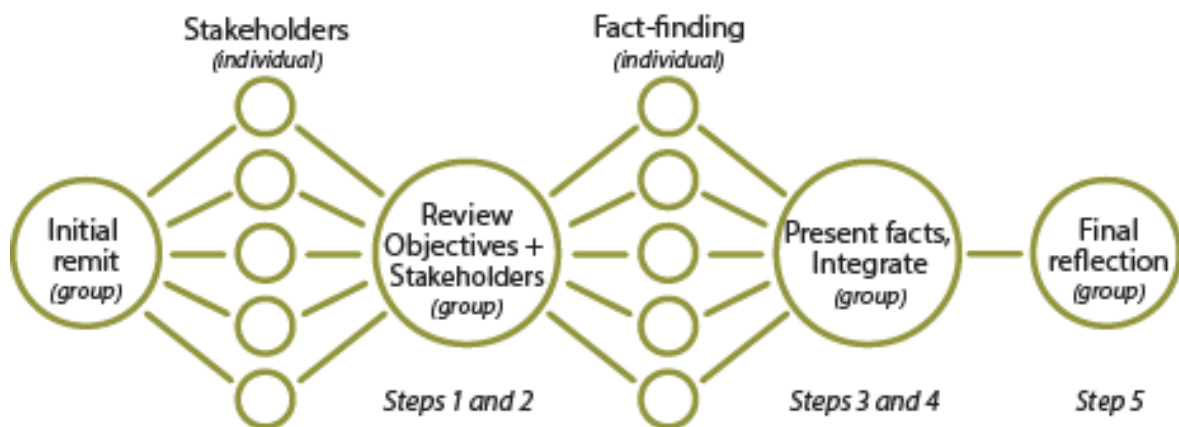 Stakeholders
(individual)
Fact-finding
(individual)
Initial
remit
(group)
Review
Objectives +
Stakeholders
(group)
Present facts,
Integrate
(group)
Final
reflection
(group)
Steps 1 and 2
Steps 3 and 4
Step 5